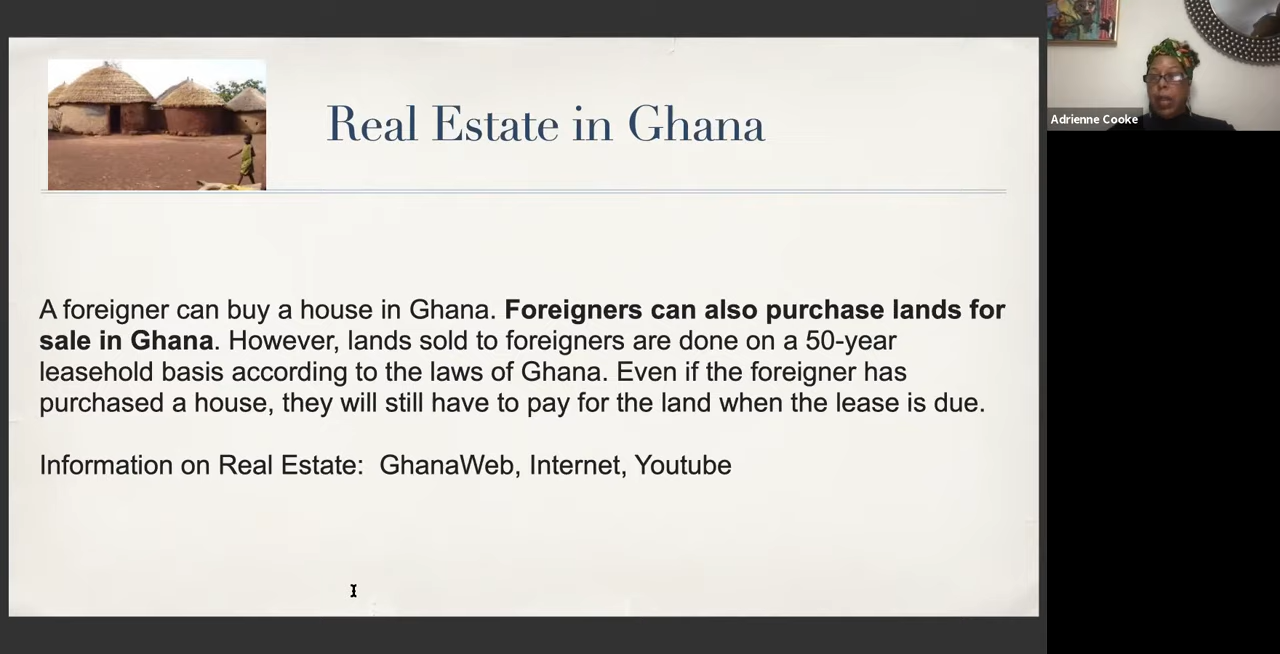 Real Estate in Ghana
Adrienne Cooke
A foreigner can buy a house in Ghana. Foreigners can also purchase lands for
sale in Ghana. However, lands sold to foreigners are done on a 50-year
leasehold basis according to the laws of Ghana. Even if the foreigner has
purchased a house, they will still have to pay for the land when the lease is due.
Information on Real Estate:  GhanaWeb, Internet, Youtube